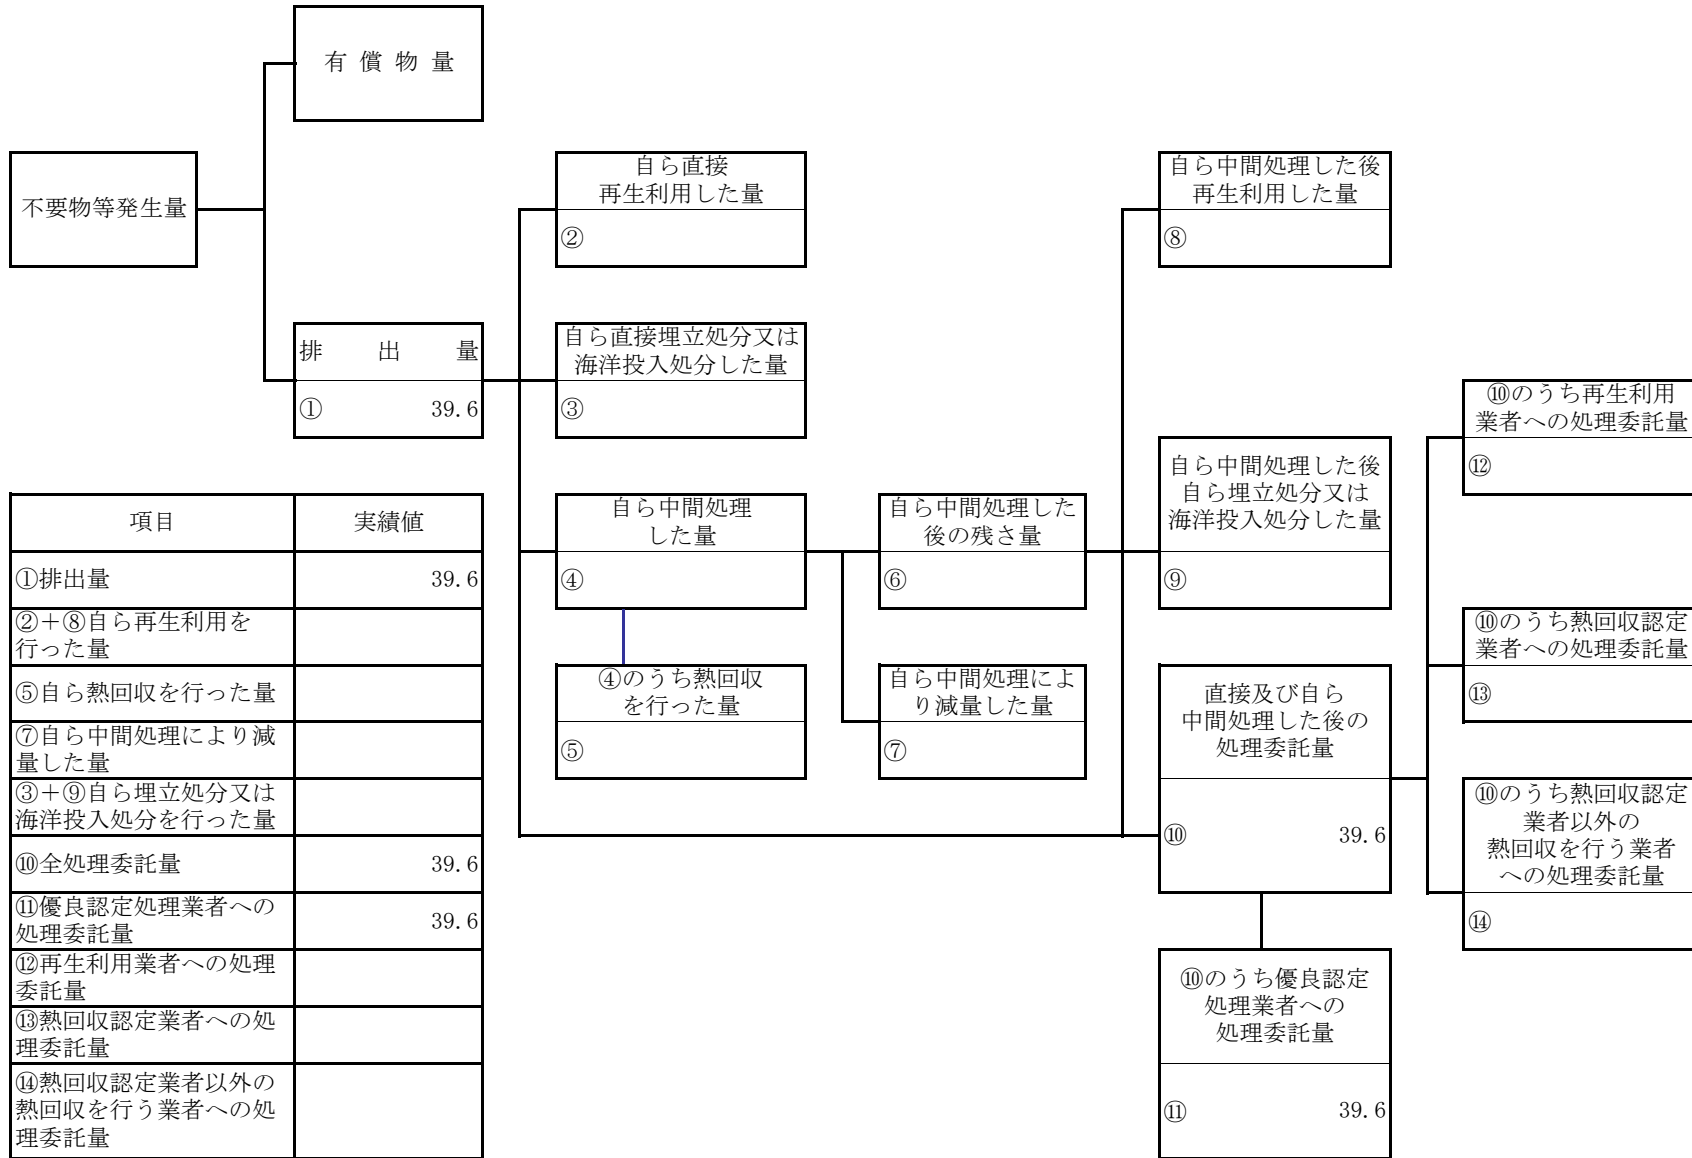 有償物量
不要物等発生量
排出量
① 39.6
自ら直接
再生利用した量
②
自ら直接埋立処分又は
海洋投入処分した量
③
自ら中間処理
した量
④
④のうち熱回収
を行った量
⑤
自ら中間処理した
後の残さ量
⑥
自ら中間処理によ
り減量した量
⑦
自ら中間処理した後
再生利用した量
⑧
自ら中間処理した後
自ら埋立処分又は
海洋投入処分した量
⑨
直接及び自ら
中間処理した後の
処理委託量
⑩ 39.6
⑩のうち優良認定
処理業者への
処理委託量
⑪ 39.6
⑩のうち再生利用
業者への処理委託量
⑫
⑩のうち熱回収認定
業者への処理委託量
⑬
⑩のうち熱回収認定
業者以外の
熱回収を行う業者
への処理委託量
⑭
項目 実績値
①排出量 39.6
②+⑧自ら再生利用を
行った量
⑤自ら熱回収を行った量
⑦自ら中間処理により減
量した量
③+⑨自ら埋立処分又は
海洋投入処分を行った量
⑩全処理委託量 39.6
⑪優良認定処理業者への
処理委託量 39.6
⑫再生利用業者への処理
委託量
⑬熱回収認定業者への処
理委託量
⑭熱回収認定業者以外の
熱回収を行う業者への処
理委託量